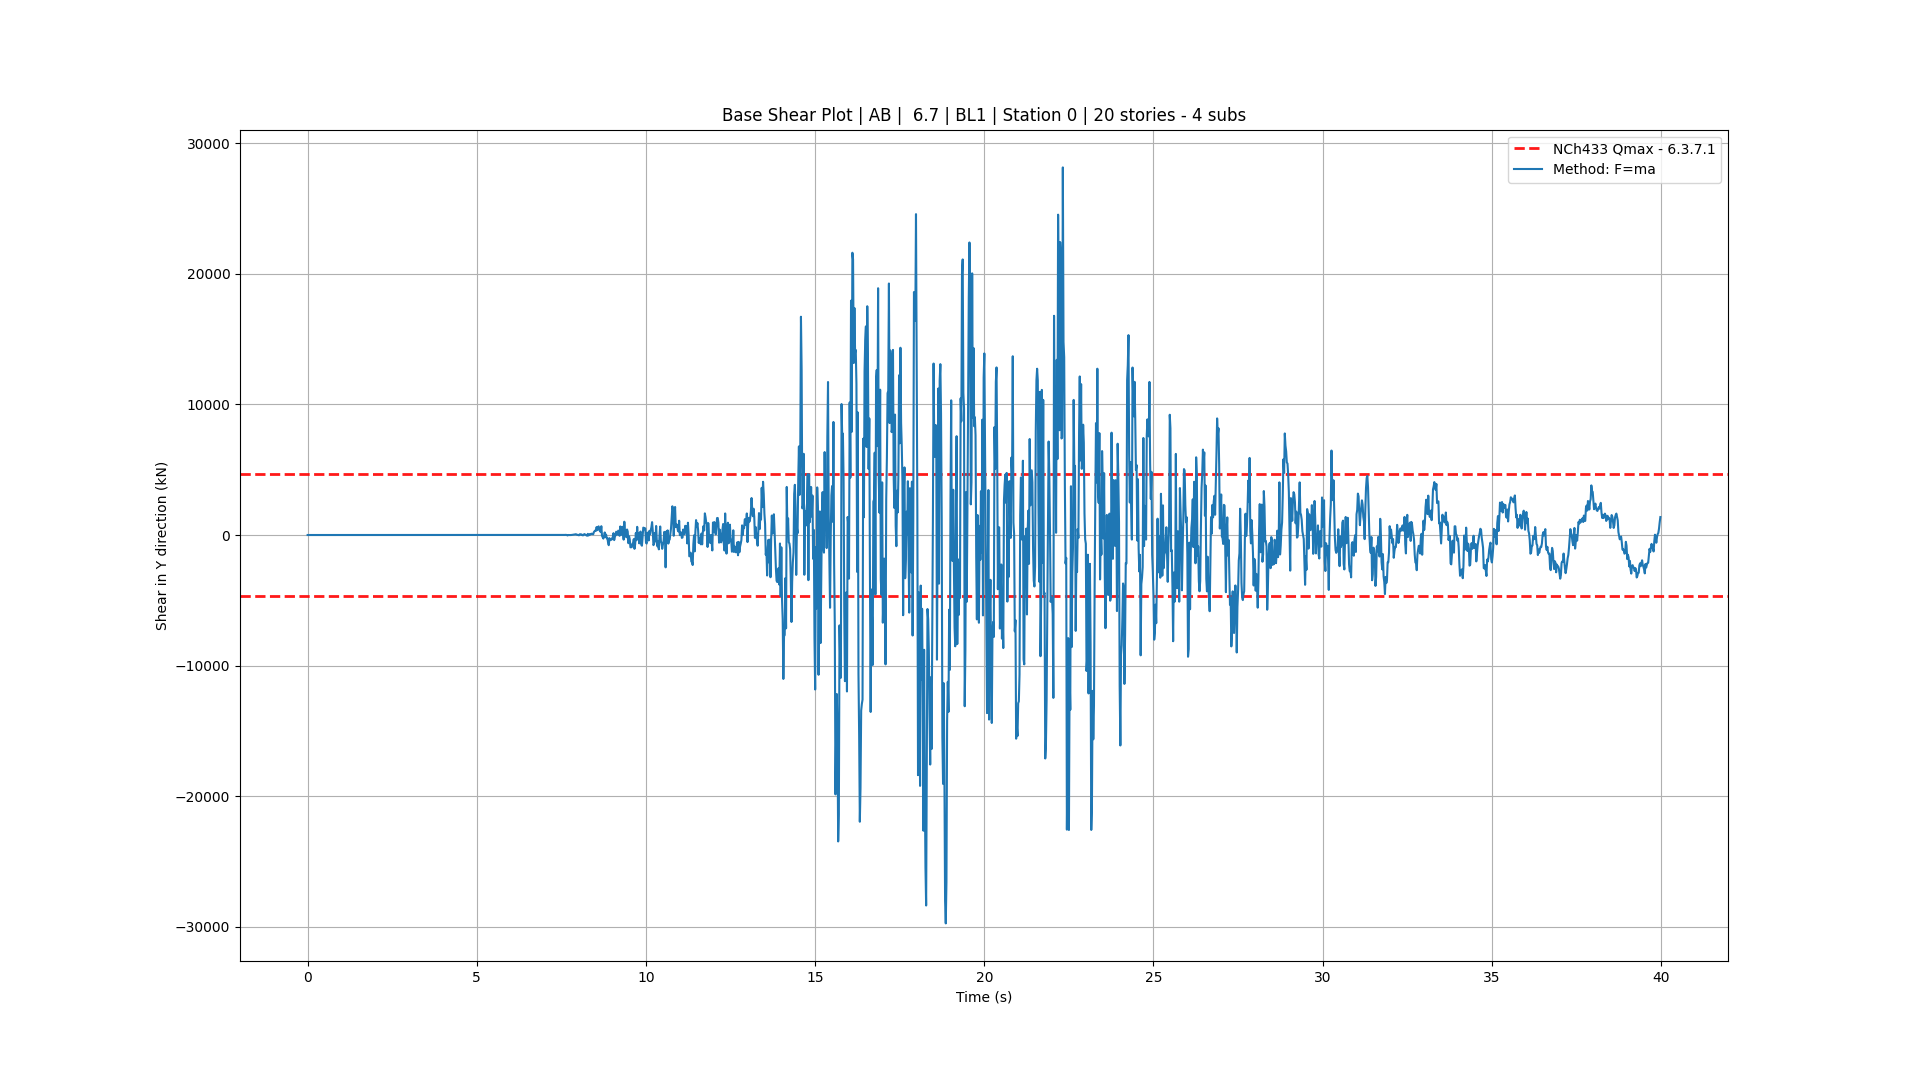 Base Shear Plot | AB |  6.7 | BL1 | Station 0 | 20 stories - 4 subs
NCh433 Qmax - 6.3.7.1
Method: F=ma
Shear in Y direction (kN)
30000
20000
10000
0
−10000
−20000
−30000
0 5 10 15 20 25 30 35 40
Time (s)